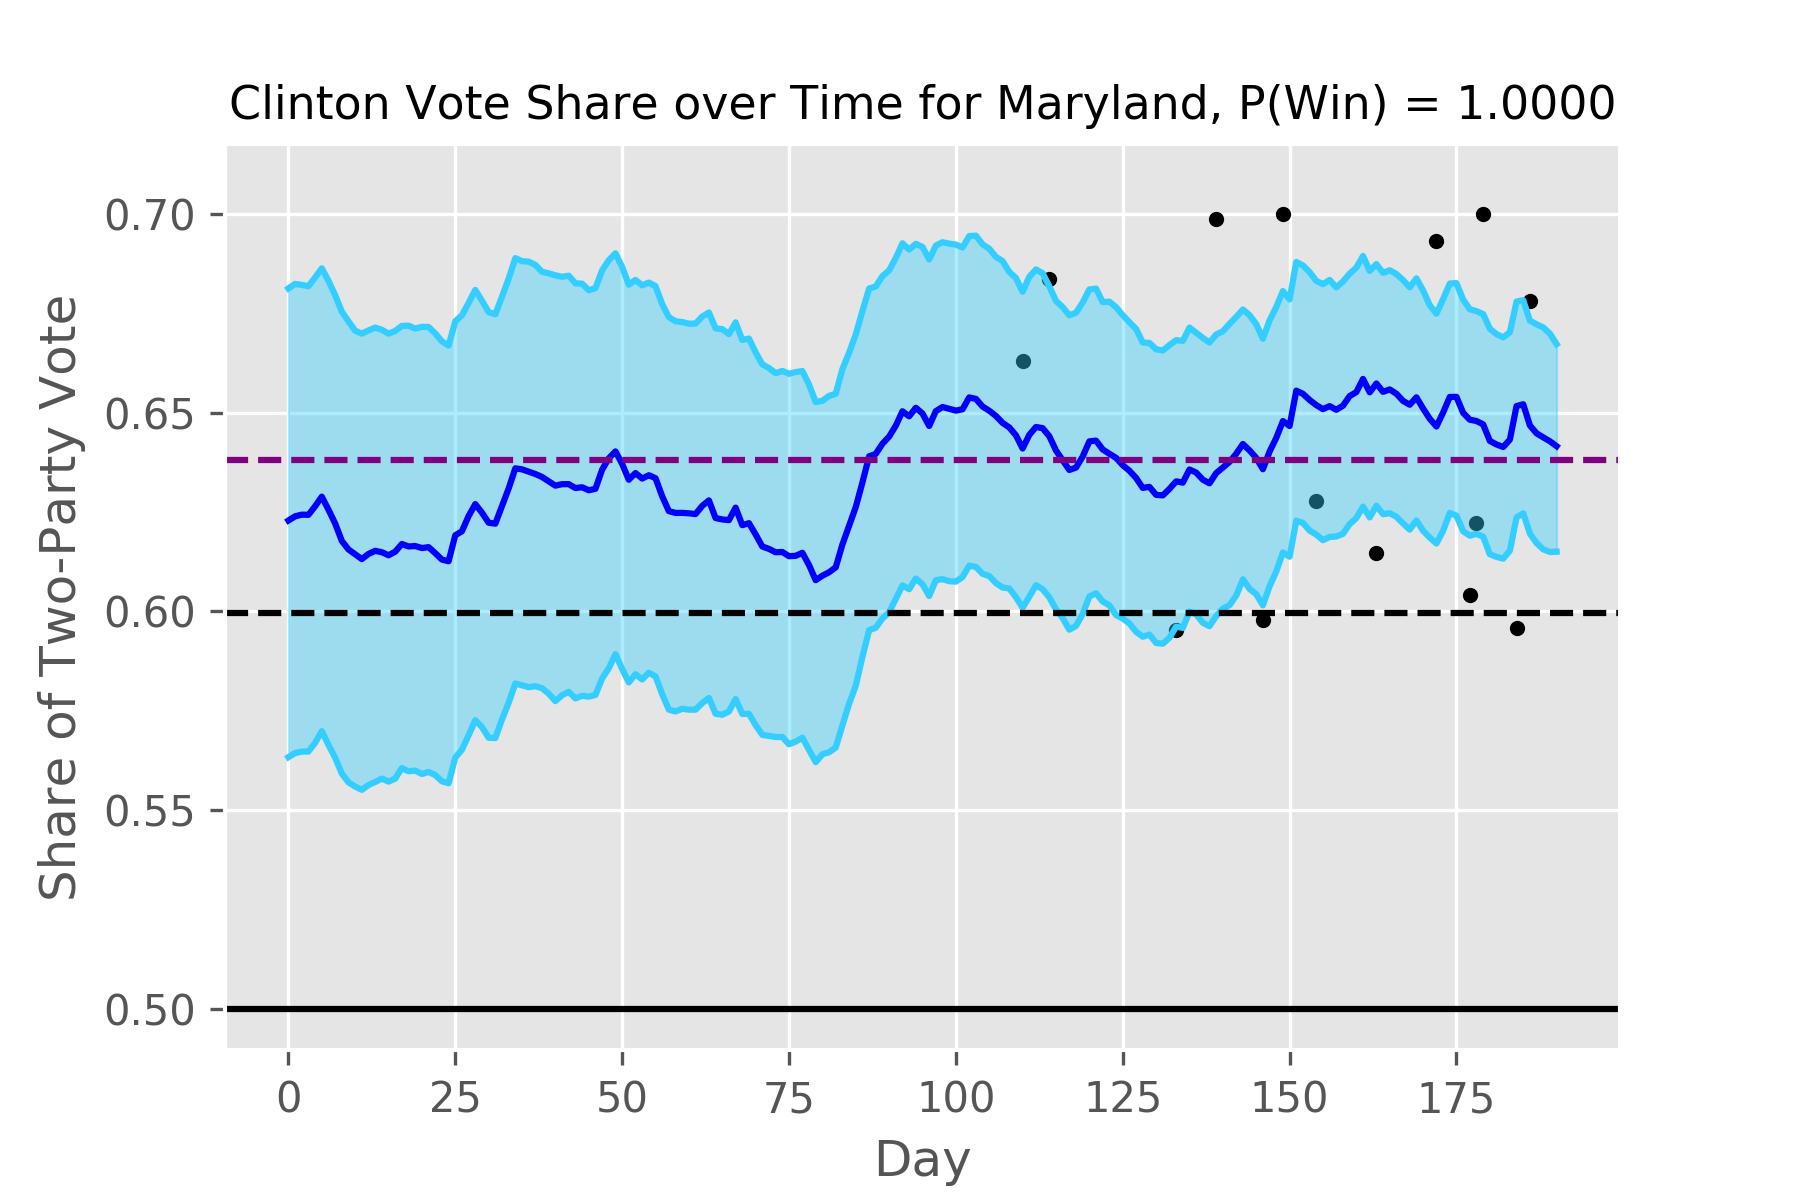 Clinton Vote Share over Time for Maryland, P(Win) = 1.0000
Share of Two-Party Vote
0.70
0.65
0.60
0.55
0.50
0 25 50 75 100 125 150 175
Day